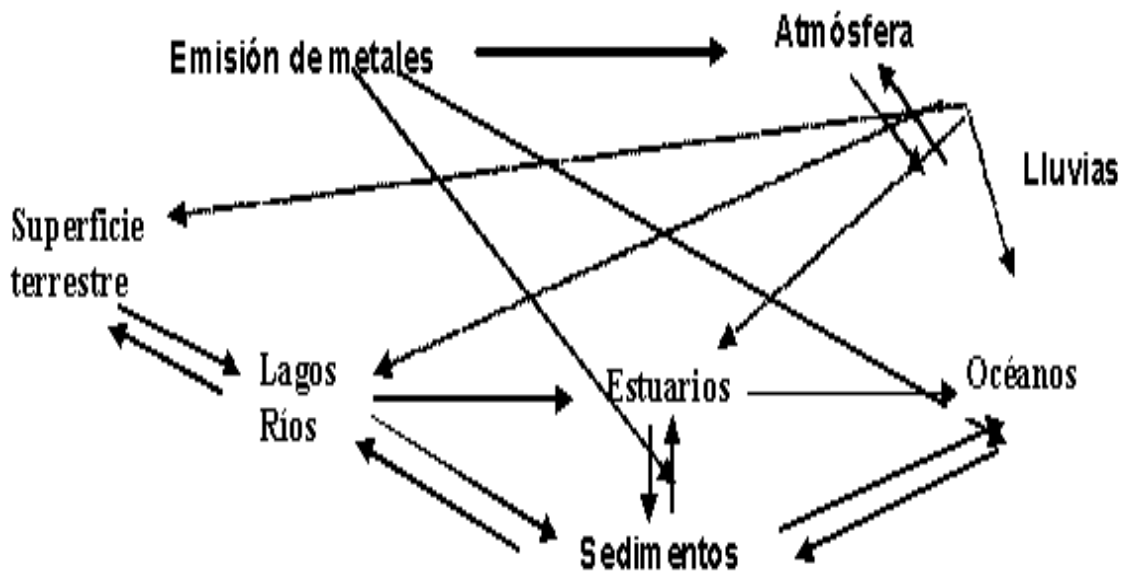 Emisión de metales
Atmósfera
Lluvias
Superficie
terrestre
Lagos
Ríos
Estuarios
Océanos
Sedimentos